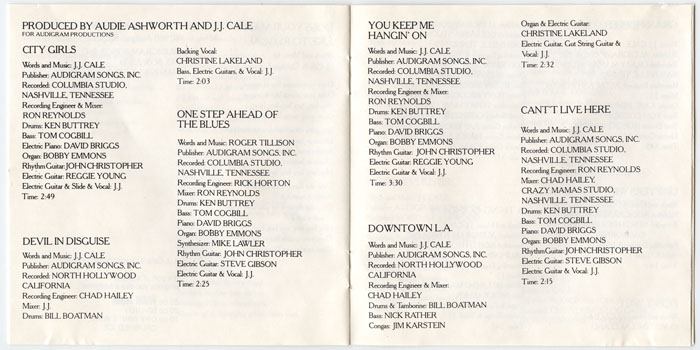 PRODUCED BY AUDIE ASHWORTH AND J.J. CALE
FOR AUDIGRAM PRODUCTIONS
CITY GIRLS
Words and Music: J.J. CALE
Publisher: AUDIGRAM SONGS, INC.
Recorded: COLUMBIA STUDIO,
NASHVILLE, TENNESSEE
Recording Engineer & Mixer:
RON REYNOLDS
Drums: KEN BUTTREY
Bass: TOM COGBILL
Electric Piano: DAVID BRIGGS
Organ: BOBBY EMMONS
Rhythm Guitar: JOHN CHRISTOPHER
Electric Guitar: REGGIE YOUNG
Electric Guitar & Slide & Vocal: J.J.
Time: 2:49
DEVIL IN DISGUISE
Words and Music: J.J. CALE
Publisher: AUDIGRAM SONGS, INC.
Recorded: NORTH HOLLYWOOD
CALIFORNIA
Recording Engineer: CHAD HAILEY
Mixer: J.J.
Drums: BILL BOATMAN
Backing Vocal:
CHRISTINE LAKELAND
Bass, Electric Guitars, & Vocal: J.J.
Time: 2:03
ONE STEP AHEAD OF
THE BLUES
Words and Music: ROGER TILLISON
Publisher: AUDIGRAM SONGS, INC.
Recorded: COLUMBIA STUDIO,
NASHVILLE, TENNESSEE
Recording Engineer: RICK HORTON
Mixer: RON REYNOLDS
Drums: KEN BUTTREY
Bass: TOM COGBILL
Piano: DAVID BRIGGS
Organ: BOBBY EMMONS
Synthesizer: MIKE LAWLER
Rhythm Guitar: JOHN CHRISTOPHER
Electric Guitar: STEVE GIBSON
Electric Guitar & Vocal: J.J.
Time: 2:25
YOU KEEP ME
HANGIN' ON
Words and Music: J.J. CALE
Publisher: AUDIGRAM SONGS, INC.
Recorded: COLUMBIA STUDIO,
NASHVILLE, TENNESSEE
Recording Engineer & Mixer:
RON REYNOLDS
Drums: KEN BUTTREY
Bass: TOM COGBILL
Piano: DAVID BRIGGS
Organ: BOBBY EMMONS
Rhythm Guitar: JOHN CHRISTOPHER
Electric Guitar: REGGIE YOUNG
Electric Guitar & Vocal: J.J.
Time: 3:30
DOWNTOWN L.A.
Words and Music: J.J. CALE
Publisher: AUDIGRAM SONGS, INC.
Recorded: NORTH HOLLYWOOD
CALIFORNIA
Recording Engineer & Mixer:
CHAD HAILEY
Drums & Tamborine: BILL BOATMAN
Bass: NICK RATHER
Congas: JIM KARSTEIN
Organ & Electric Guitar:
CHRISTINE LAKELAND
Electric Guitar, Gut String Guitar &
Vocal: J.J.
Time: 2:32
CANT'T LIVE HERE
Words and Music: J.J. CALE
Publisher: AUDIGRAM SONGS, INC.
Recorded: COLUMBIA STUDIO,
NASHVILLE, TENNESSEE
Recording Engineer: RON REYNOLDS
Mixer: CHAD HAILEY,
CRAZY MAMAS STUDIO,
NASHVILLE, TENNESSEE
Drums: KEN BUTTREY
Bass: TOM COGBILL
Piano: DAVID BRIGGS
Organ: BOBBY EMMONS
Rhythm Guitar: JOHN CHRISTOPHER
Electric Guitar: STEVE GIBSON
Electric Guitar & Vocal: J.J.
Time: 2:15